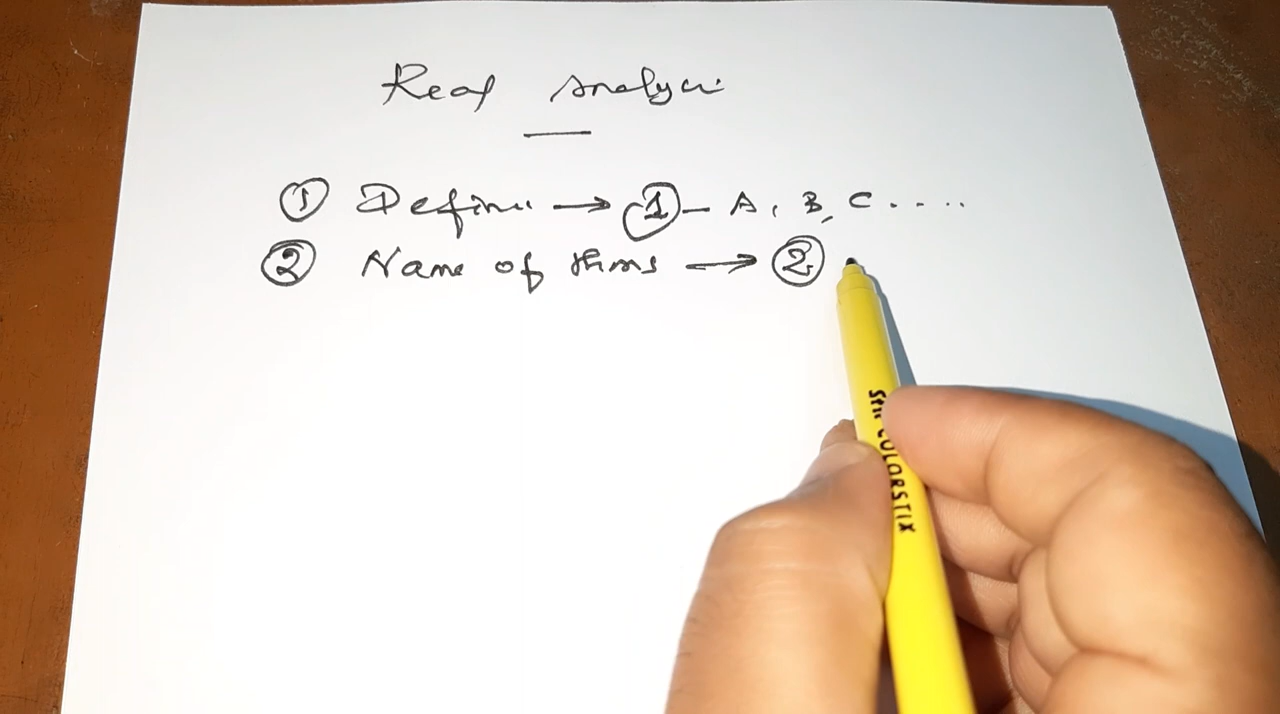 Real Analysis
① Define → ① - A, B, C .....
② Name of thms → ②
COLORSTIX